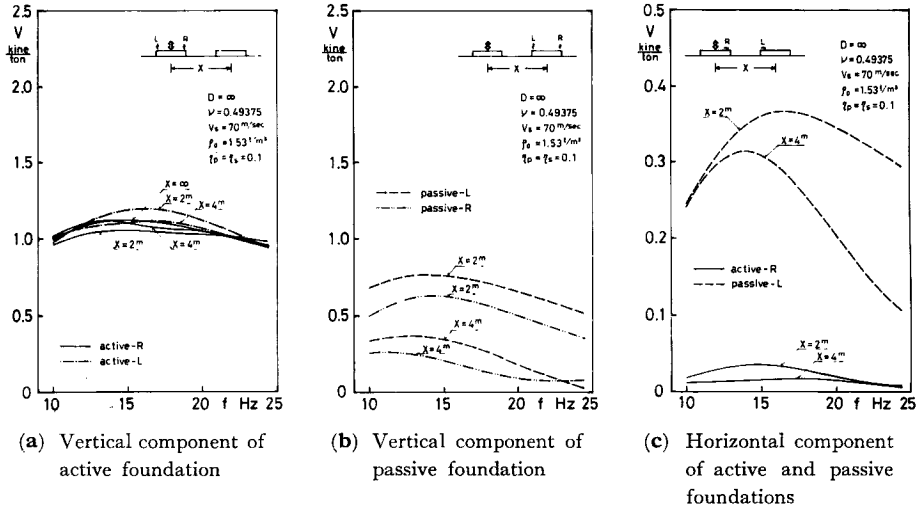 2.5
V
kine/ton
2.0
1.5
1.0
0.5
0
10
15
20
f Hz
25
L
R
X
D = ∞
ν = 0.49375
Vs = 70 m/sec
ρ₀ = 1.53 t/m³
ηp = ηs = 0.1
X=∞
X=2m
X=4m
X=2m
X=4m
active-R
active-L
(a) Vertical component of
active foundation
2.5
V
kine/ton
2.0
1.5
1.0
0.5
0
10
15
20
f Hz
25
L
R
X
D = ∞
ν = 0.49375
Vs = 70 m/sec
ρ₀ = 1.53 t/m³
ηp = ηs = 0.1
passive-L
passive-R
X=2m
X=2m
X=4m
X=4m
(b) Vertical component of
passive foundation
0.5
V
kine/ton
0.4
0.3
0.2
0.1
0
10
15
20
f Hz
25
R
L
X
D = ∞
ν = 0.49375
Vs = 70 m/sec
ρ₀ = 1.53 t/m³
ηp = ηs = 0.1
X=2m
X=4m
active-R
passive-L
X=2m
X=4m
(c) Horizontal component
of active and passive
foundations